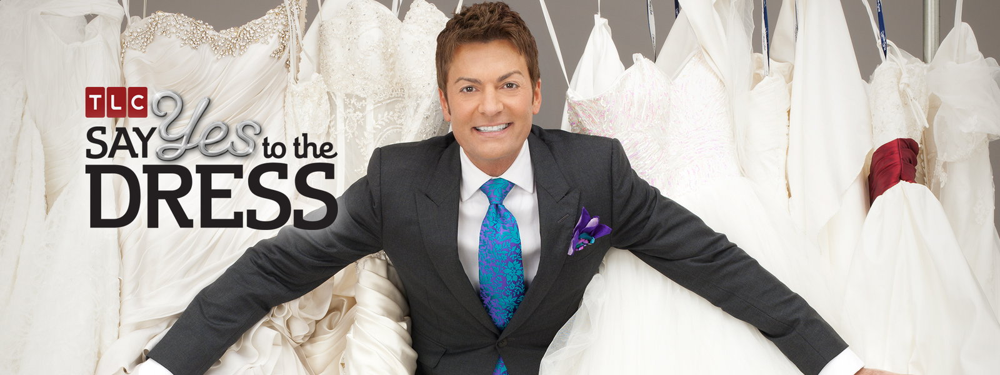 TLC
SAY Yes to the
DRESS